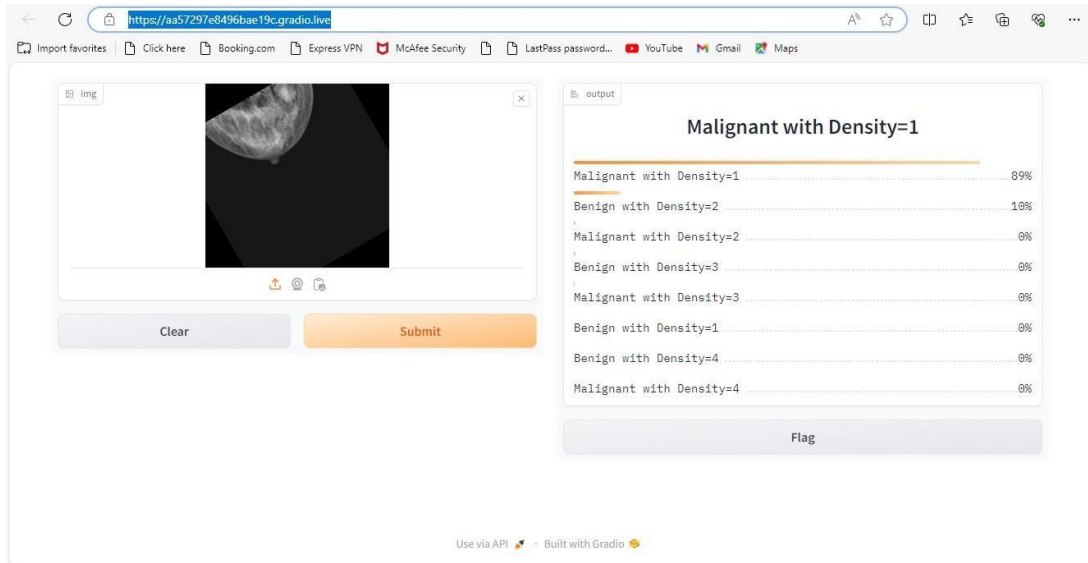 https://aa57297e8496bae19c.gradio.live
Import favorites Click here Booking.com Express VPN McAfee Security LastPass password... YouTube Gmail Maps
img
output
Malignant with Density=1
Malignant with Density=1 89%
Benign with Density=2 10%
Malignant with Density=2 0%
Benign with Density=3 0%
Malignant with Density=3 0%
Benign with Density=1 0%
Benign with Density=4 0%
Malignant with Density=4 0%
Clear Submit
Flag
Use via API · Built with Gradio